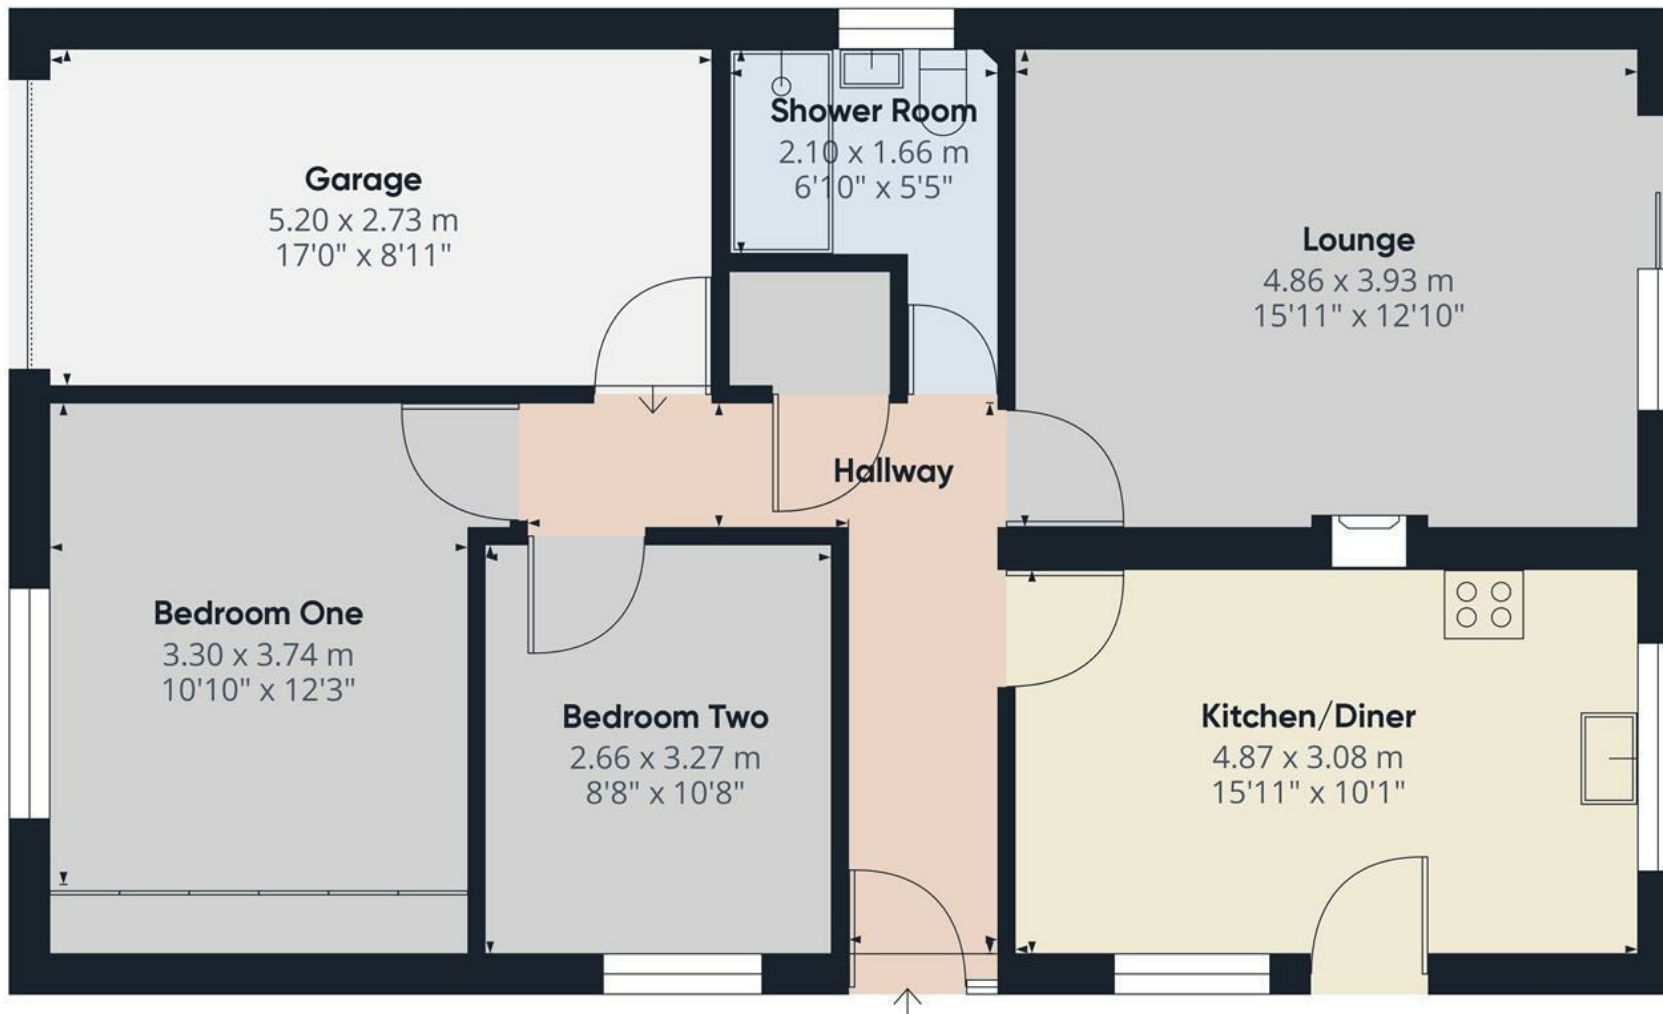 Garage
5.20 x 2.73 m
17'0" x 8'11"
Shower Room
2.10 x 1.66 m
6'10" x 5'5"
Lounge
4.86 x 3.93 m
15'11" x 12'10"
Hallway
Bedroom One
3.30 x 3.74 m
10'10" x 12'3"
Bedroom Two
2.66 x 3.27 m
8'8" x 10'8"
Kitchen/Diner
4.87 x 3.08 m
15'11" x 10'1"